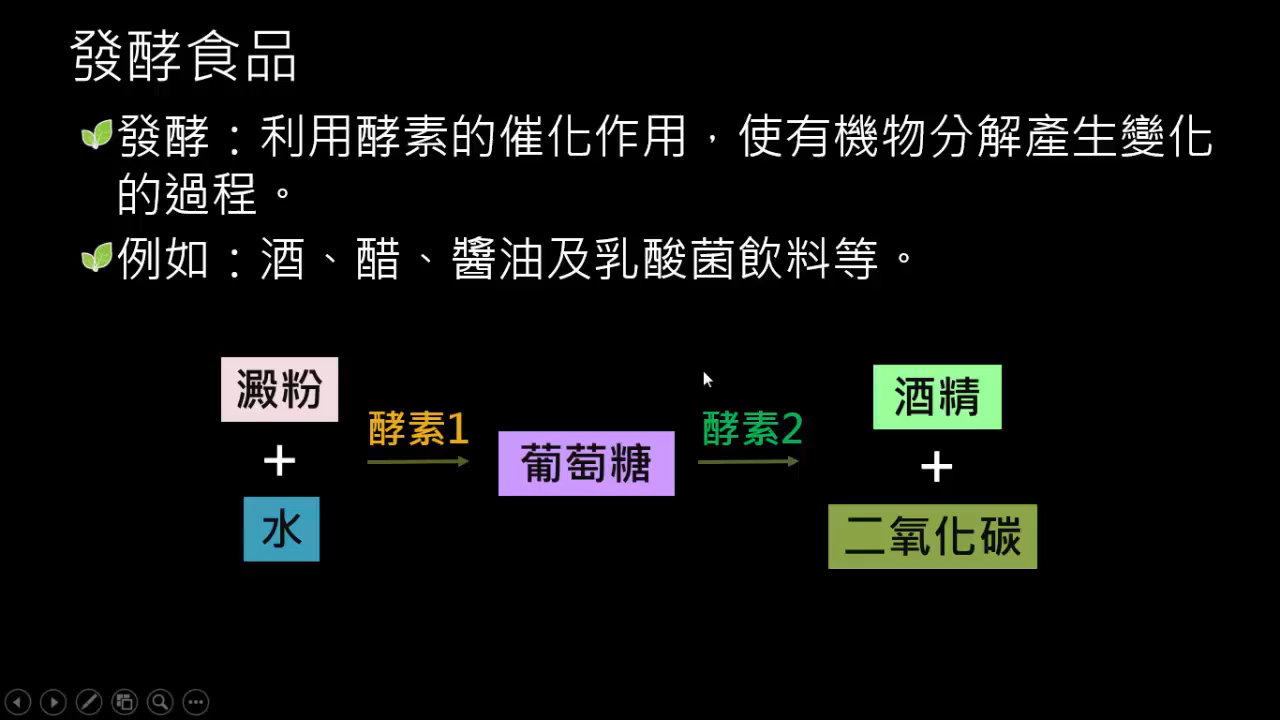 發酵食品
發酵：利用酵素的催化作用，使有機物分解產生變化
的過程。
例如：酒、醋、醬油及乳酸菌飲料等。
澱粉
+
水
酵素1
葡萄糖
酵素2
酒精
+
二氧化碳